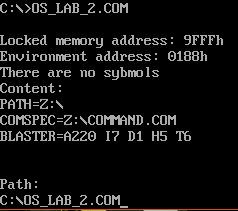 C:\>OS_LAB_2.COM
Locked memory address: 9FFFh
Environment address: 0188h
There are no sybmols
Content:
PATH=Z:\
COMSPEC=Z:\COMMAND.COM
BLASTER=A220 I7 D1 H5 T6
Path:
C:\OS_LAB_2.COM_